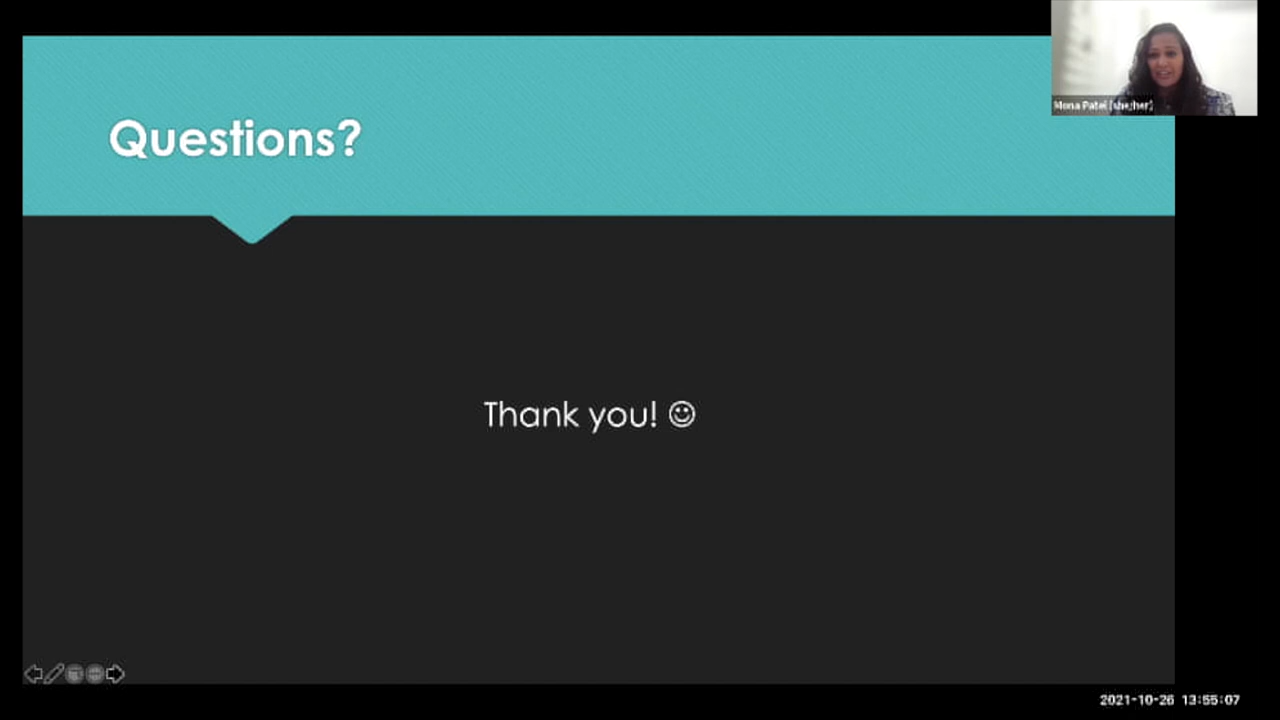 Mona Patel (she/her)
Questions?
Thank you! ☺
2021-10-26 13:55:07